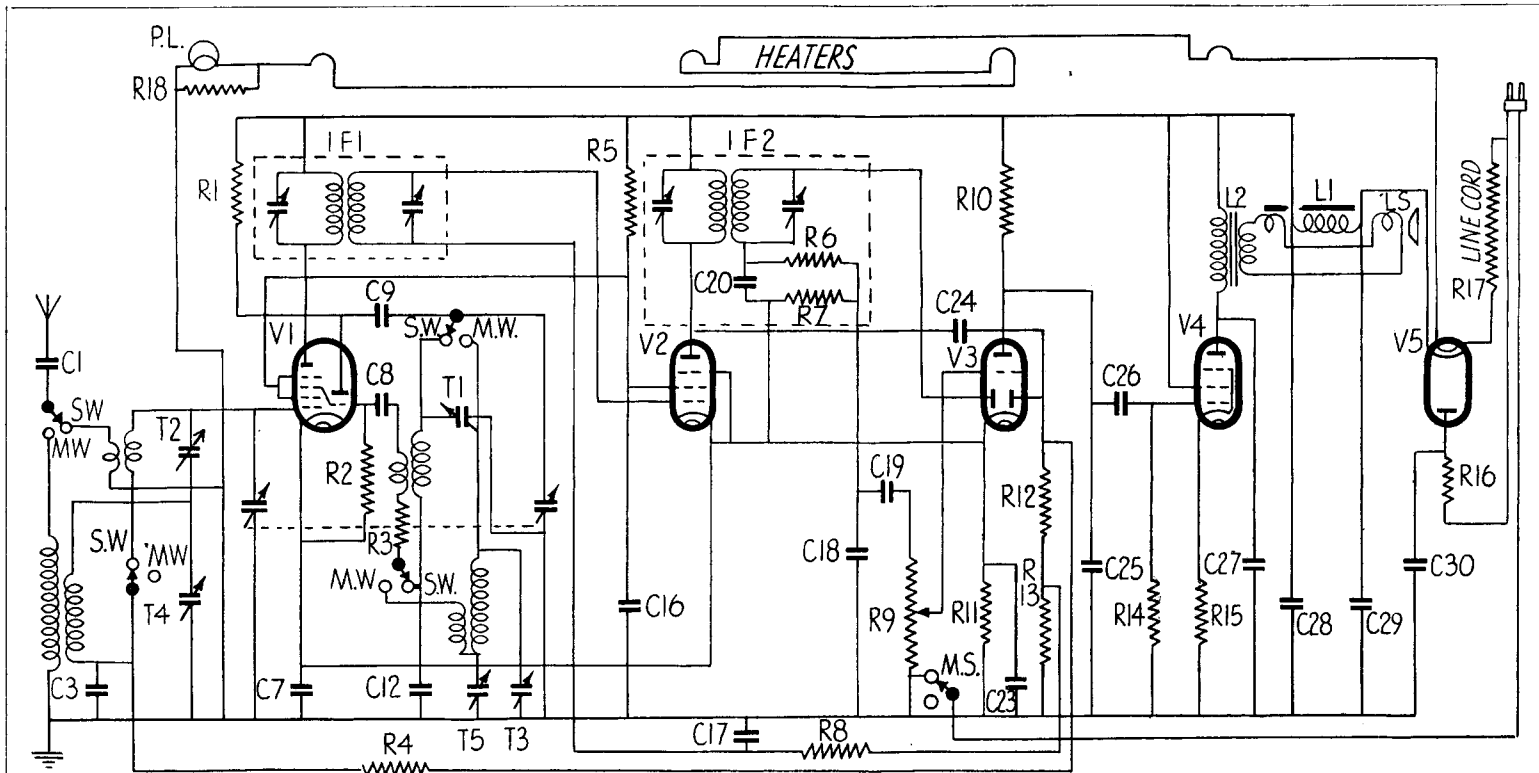 P.L.
HEATERS
R18
IF1
IF2
R1
R5
R10
L2
L1
LS
LINE CORD
R17
R6
C20
R7
C9
S.W.
M.W.
V1
V2
C24
V3
V4
V5
C1
C8
T1
C26
SW
MW
T2
R2
R16
C19
R12
R3
S.W.
MW
M.W
S.W.
C18
C25
C27
C30
T4
C16
R9
R11
R
13
R14
R15
C28
C29
C3
C7
C12
M.S.
C23
T5
T3
C17
R8
R4